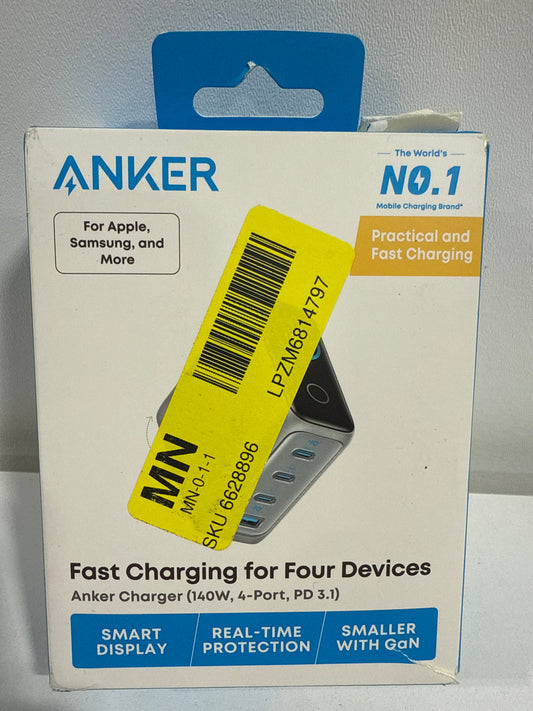 ANKER
The World's
NO.1
Mobile Charging Brand*
For Apple,
Samsung, and
More
Practical and
Fast Charging
LPZM6814797
MN
MN-0-1-1
SKU 6628896
Fast Charging for Four Devices
Anker Charger (140W, 4-Port, PD 3.1)
SMART
DISPLAY
REAL-TIME
PROTECTION
SMALLER
WITH GaN